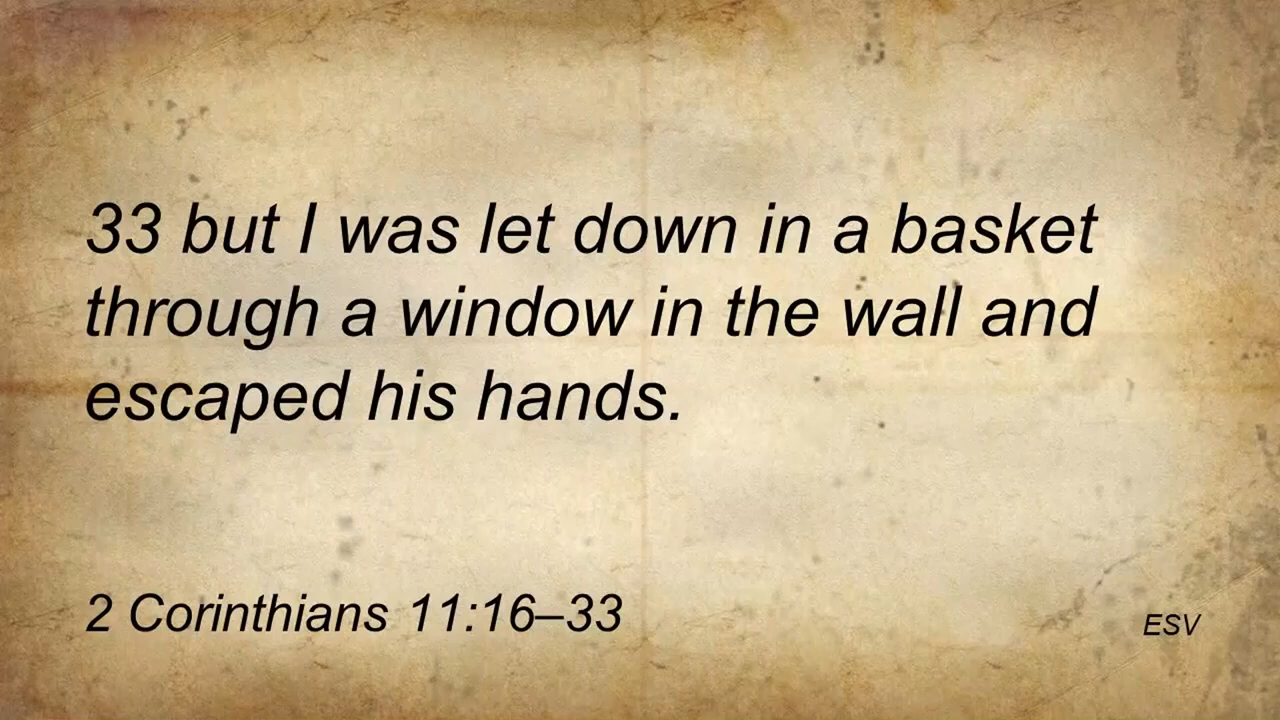 33 but I was let down in a basket
through a window in the wall and
escaped his hands.
2 Corinthians 11:16–33
ESV